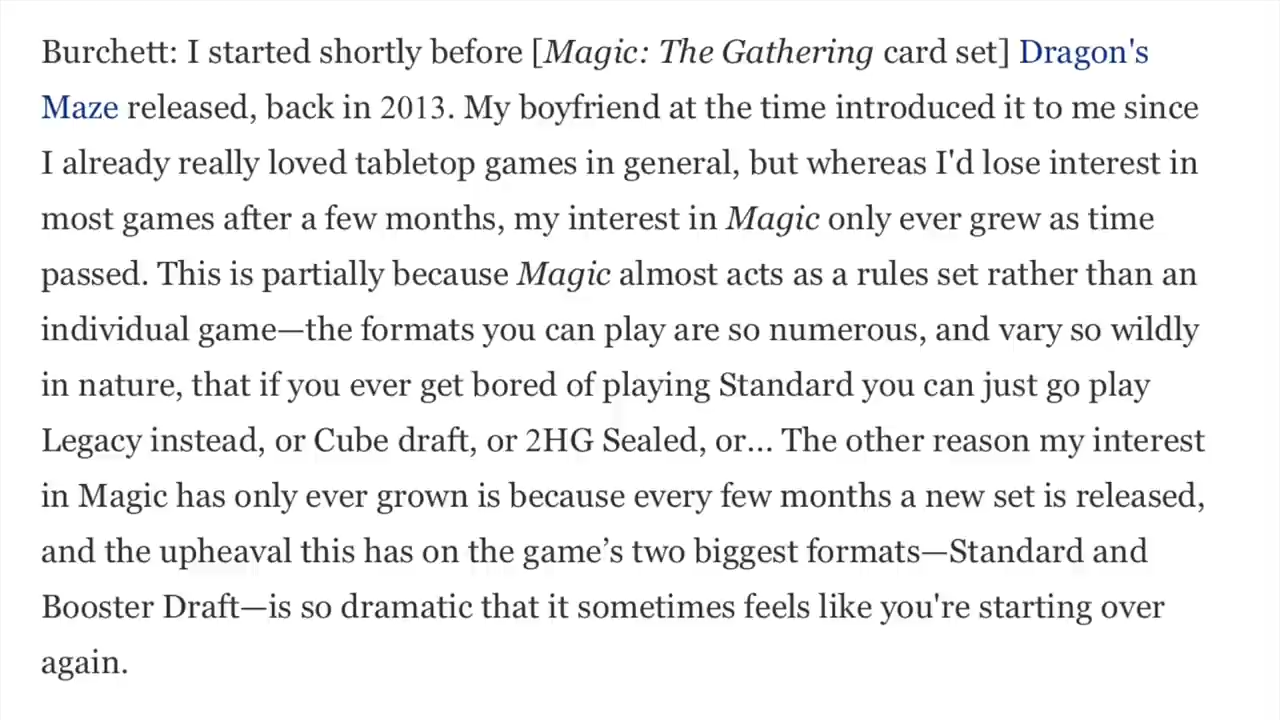 Burchett: I started shortly before [Magic: The Gathering card set] Dragon's
Maze released, back in 2013. My boyfriend at the time introduced it to me since
I already really loved tabletop games in general, but whereas I'd lose interest in
most games after a few months, my interest in Magic only ever grew as time
passed. This is partially because Magic almost acts as a rules set rather than an
individual game—the formats you can play are so numerous, and vary so wildly
in nature, that if you ever get bored of playing Standard you can just go play
Legacy instead, or Cube draft, or 2HG Sealed, or... The other reason my interest
in Magic has only ever grown is because every few months a new set is released,
and the upheaval this has on the game’s two biggest formats—Standard and
Booster Draft—is so dramatic that it sometimes feels like you're starting over
again.